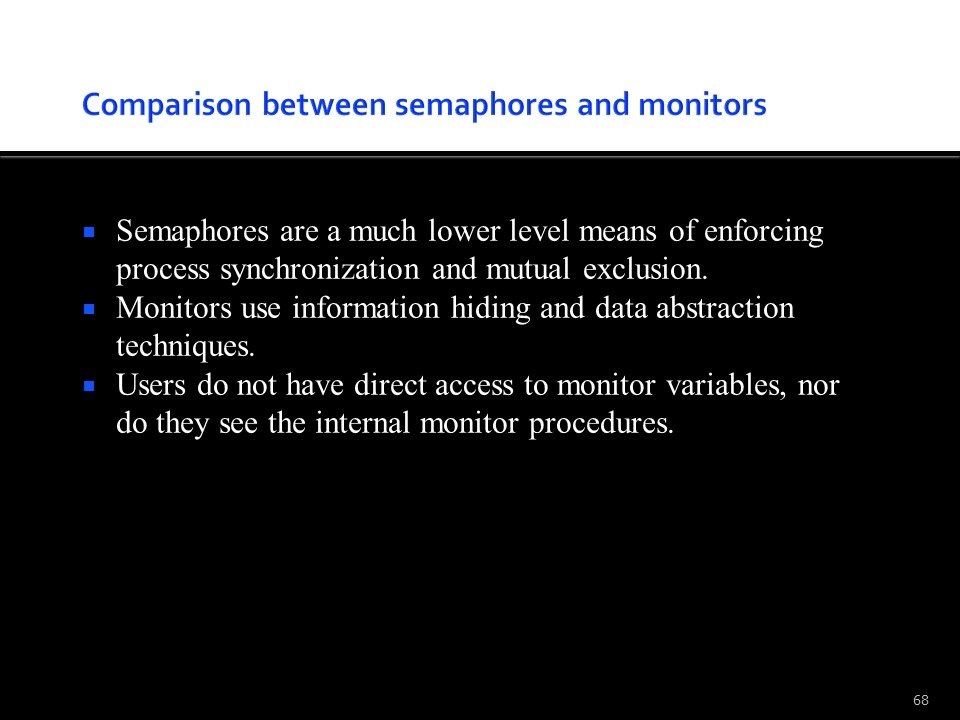 Comparison between semaphores and monitors
Semaphores are a much lower level means of enforcing
process synchronization and mutual exclusion.
Monitors use information hiding and data abstraction
techniques.
Users do not have direct access to monitor variables, nor
do they see the internal monitor procedures.
68